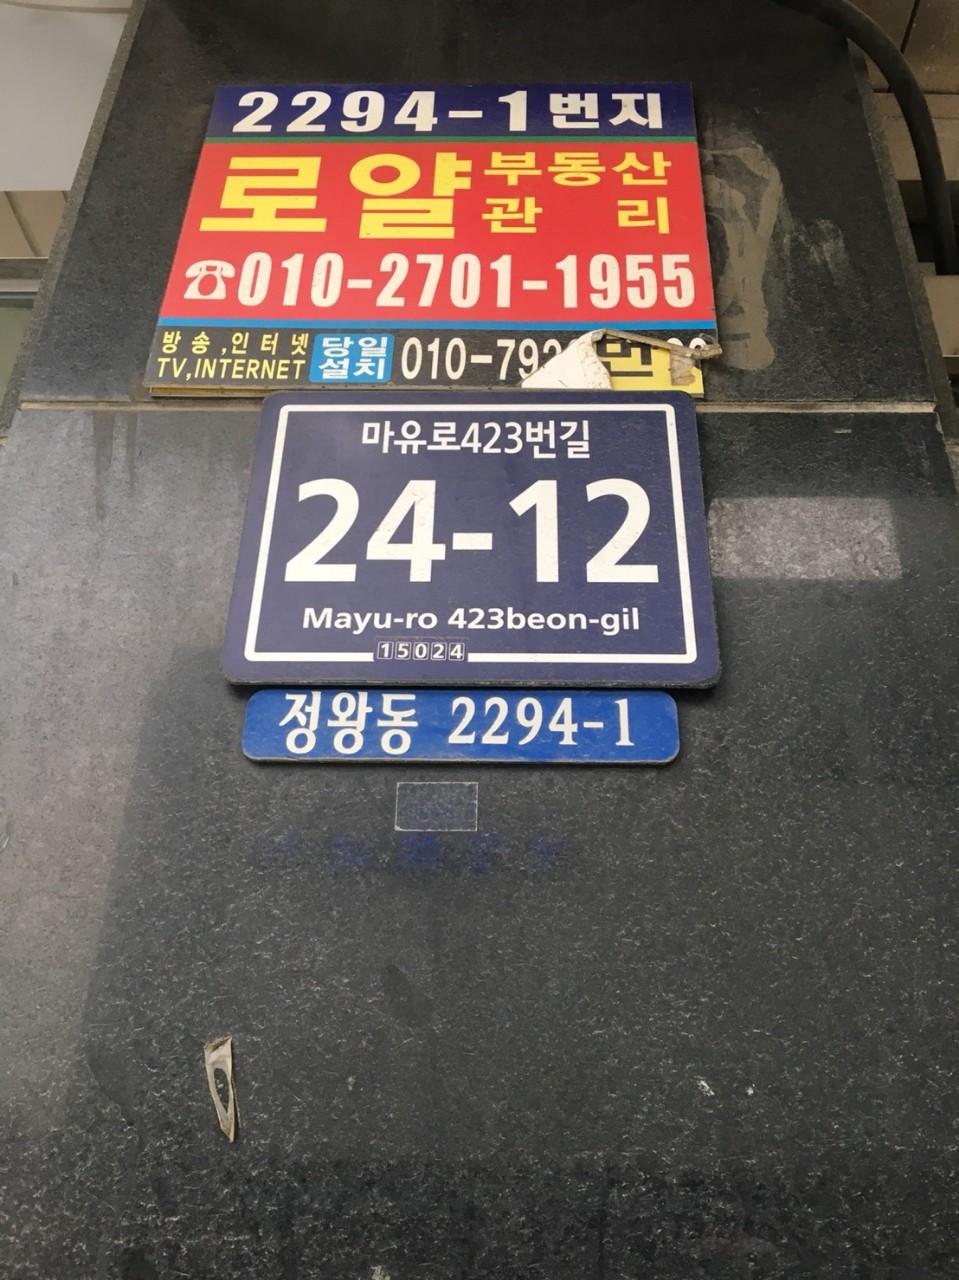 2294-1번지
로얄 부동산 관리
☎010-2701-1955
방송,인터넷 TV,INTERNET 당일 설치
마유로423번길
24-12
Mayu-ro 423beon-gil
15024
정왕동 2294-1